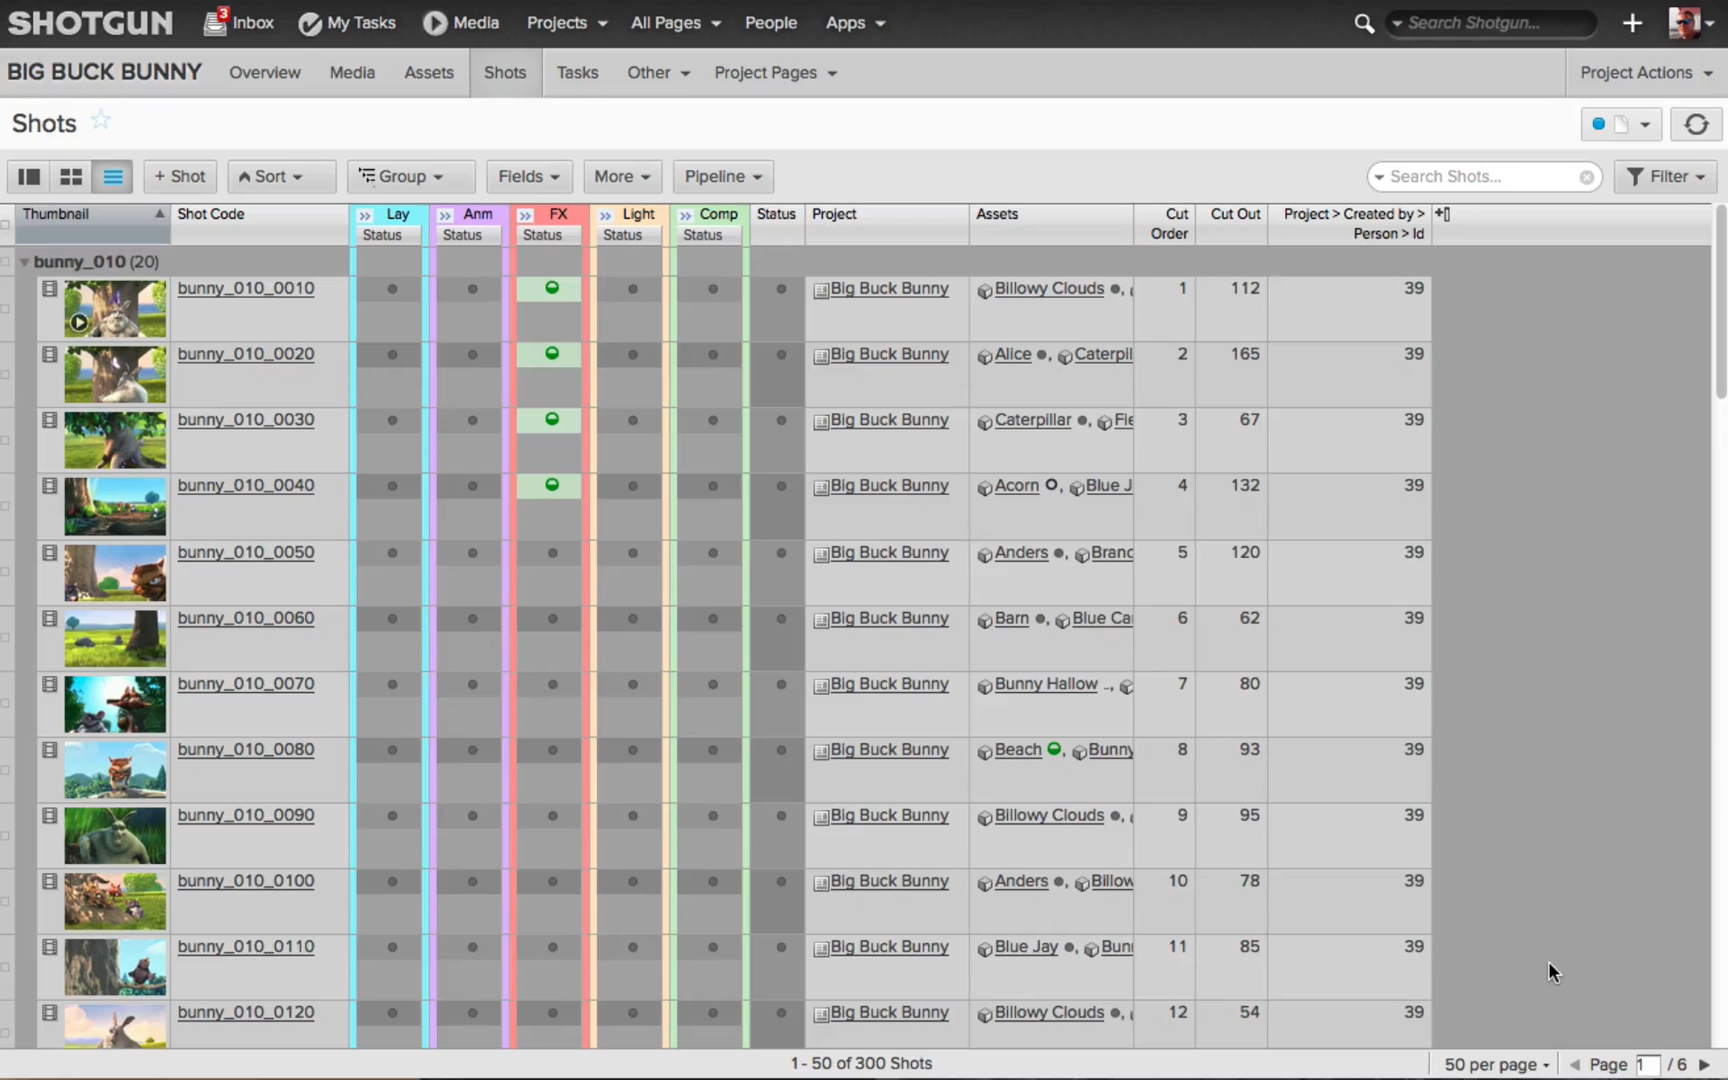 SHOTGUN 3 Inbox My Tasks Media Projects All Pages People Apps Search Shotgun...
BIG BUCK BUNNY Overview Media Assets Shots Tasks Other Project Pages Project Actions
Shots
+ Shot Sort Group Fields More Pipeline Search Shots... Filter
Thumbnail Shot Code Lay Anm FX Light Comp Status Project Assets Cut Order Cut Out Project > Created by > Person > Id
Status Status Status Status Status
bunny_010 (20)
bunny_010_0010 Big Buck Bunny Billowy Clouds , 1 112 39
bunny_010_0020 Big Buck Bunny Alice , Caterpil 2 165 39
bunny_010_0030 Big Buck Bunny Caterpillar , Fie 3 67 39
bunny_010_0040 Big Buck Bunny Acorn , Blue J 4 132 39
bunny_010_0050 Big Buck Bunny Anders , Branc 5 120 39
bunny_010_0060 Big Buck Bunny Barn , Blue Ca 6 62 39
bunny_010_0070 Big Buck Bunny Bunny Hallow , 7 80 39
bunny_010_0080 Big Buck Bunny Beach , Bunny 8 93 39
bunny_010_0090 Big Buck Bunny Billowy Clouds , 9 95 39
bunny_010_0100 Big Buck Bunny Anders , Billow 10 78 39
bunny_010_0110 Big Buck Bunny Blue Jay , Bun 11 85 39
bunny_010_0120 Big Buck Bunny Billowy Clouds , 12 54 39
1 - 50 of 300 Shots 50 per page Page 1 / 6